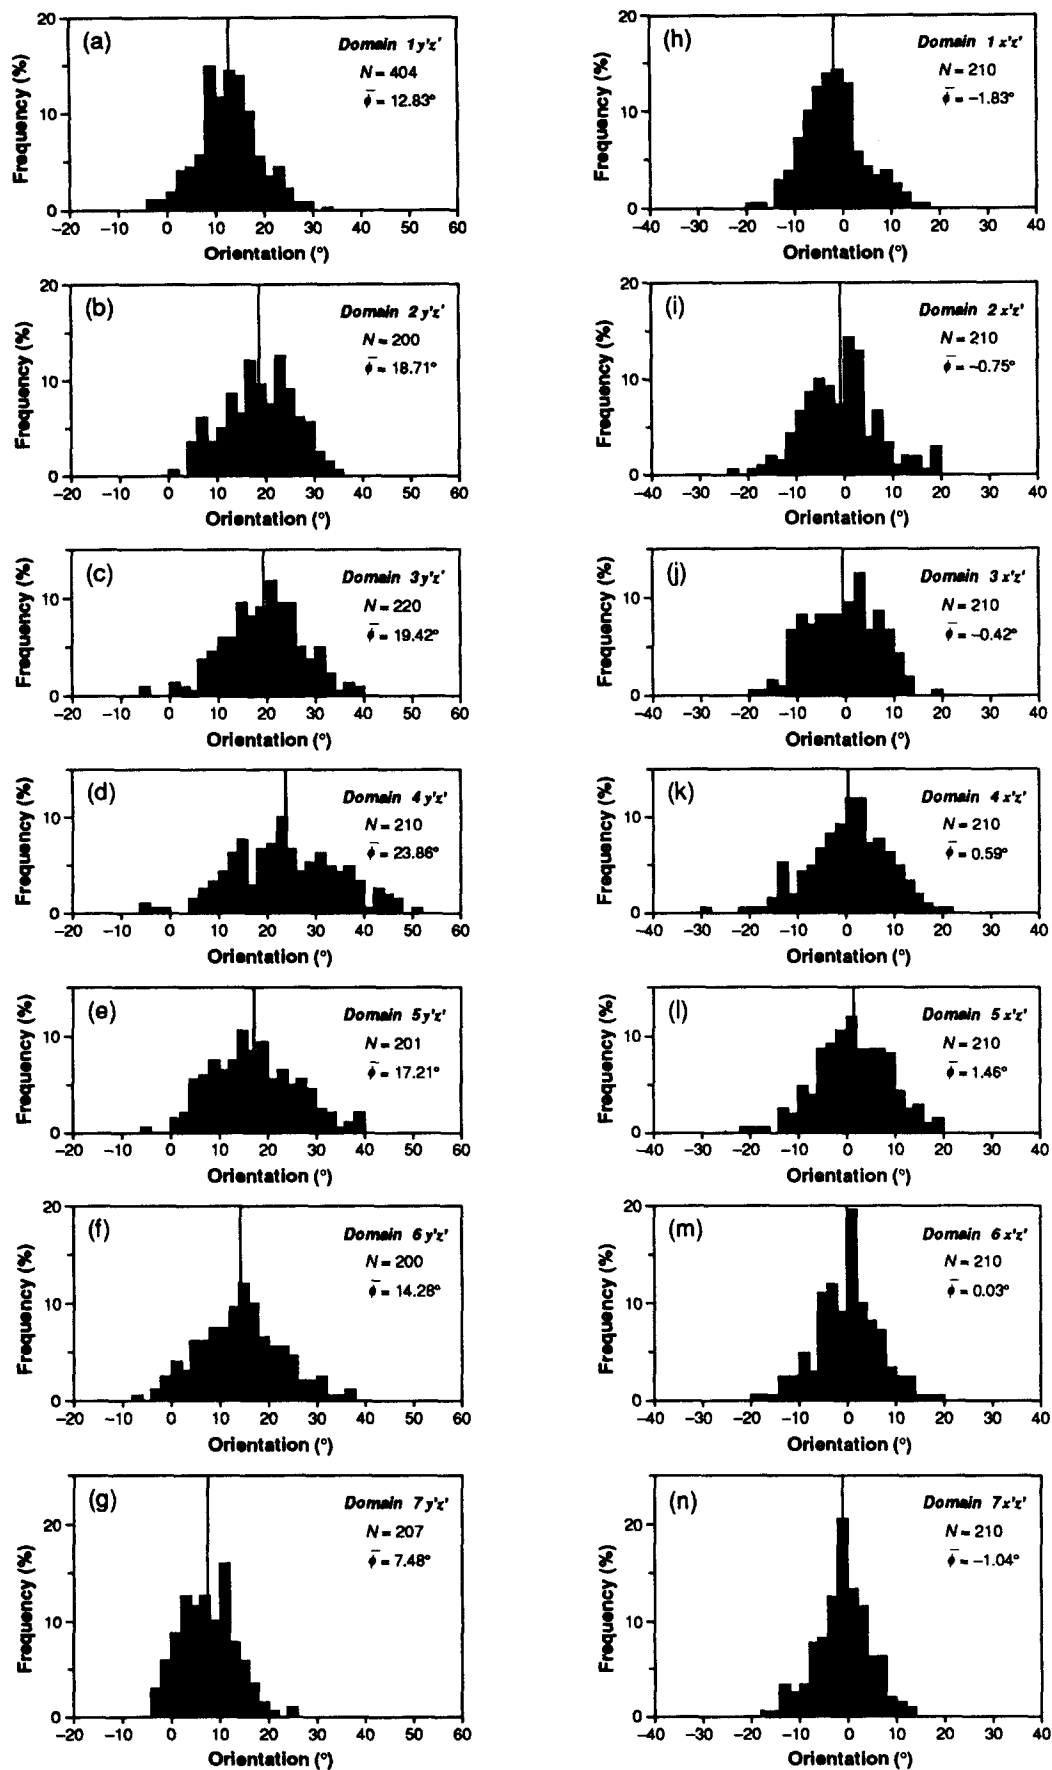 (a)
Domain 1 y'z'
N = 404
ϕ̅ = 12.83°
Frequency (%)
20
10
0
−20 −10 0 10 20 30 40 50 60
Orientation (°)
(h)
Domain 1 x'z'
N = 210
ϕ̅ = −1.83°
Frequency (%)
20
10
0
−40 −30 −20 −10 0 10 20 30 40
Orientation (°)
(b)
Domain 2 y'z'
N = 200
ϕ̅ = 18.71°
Frequency (%)
20
10
0
−20 −10 0 10 20 30 40 50 60
Orientation (°)
(i)
Domain 2 x'z'
N = 210
ϕ̅ = −0.75°
Frequency (%)
20
10
0
−40 −30 −20 −10 0 10 20 30 40
Orientation (°)
(c)
Domain 3 y'z'
N = 220
ϕ̅ = 19.42°
Frequency (%)
10
0
−20 −10 0 10 20 30 40 50 60
Orientation (°)
(j)
Domain 3 x'z'
N = 210
ϕ̅ = −0.42°
Frequency (%)
10
0
−40 −30 −20 −10 0 10 20 30 40
Orientation (°)
(d)
Domain 4 y'z'
N = 210
ϕ̅ = 23.86°
Frequency (%)
10
0
−20 −10 0 10 20 30 40 50 60
Orientation (°)
(k)
Domain 4 x'z'
N = 210
ϕ̅ = 0.59°
Frequency (%)
10
0
−40 −30 −20 −10 0 10 20 30 40
Orientation (°)
(e)
Domain 5 y'z'
N = 201
ϕ̅ = 17.21°
Frequency (%)
10
0
−20 −10 0 10 20 30 40 50 60
Orientation (°)
(l)
Domain 5 x'z'
N = 210
ϕ̅ = 1.46°
Frequency (%)
10
0
−40 −30 −20 −10 0 10 20 30 40
Orientation (°)
(f)
Domain 6 y'z'
N = 200
ϕ̅ = 14.28°
Frequency (%)
20
10
0
−20 −10 0 10 20 30 40 50 60
Orientation (°)
(m)
Domain 6 x'z'
N = 210
ϕ̅ = 0.03°
Frequency (%)
20
10
0
−40 −30 −20 −10 0 10 20 30 40
Orientation (°)
(g)
Domain 7 y'z'
N = 207
ϕ̅ = 7.48°
Frequency (%)
20
10
0
−20 −10 0 10 20 30 40 50 60
Orientation (°)
(n)
Domain 7 x'z'
N = 210
ϕ̅ = −1.04°
Frequency (%)
20
10
0
−40 −30 −20 −10 0 10 20 30 40
Orientation (°)